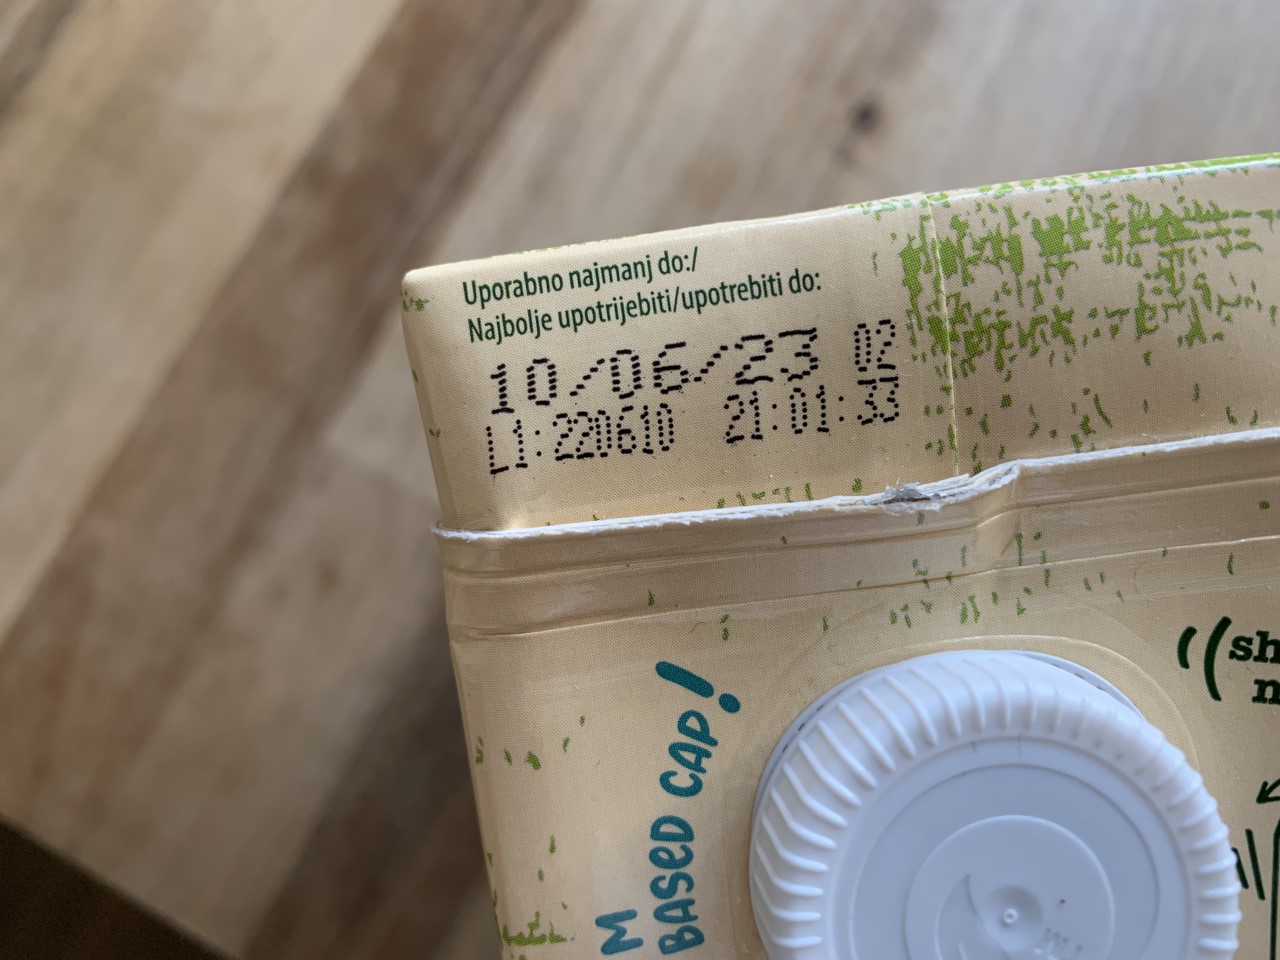 Uporabno najmanj do:/
Najbolje upotrijebiti/upotrebiti do:
10/06/23 02
L1:220610 21:01:33
M
BASED CAP!